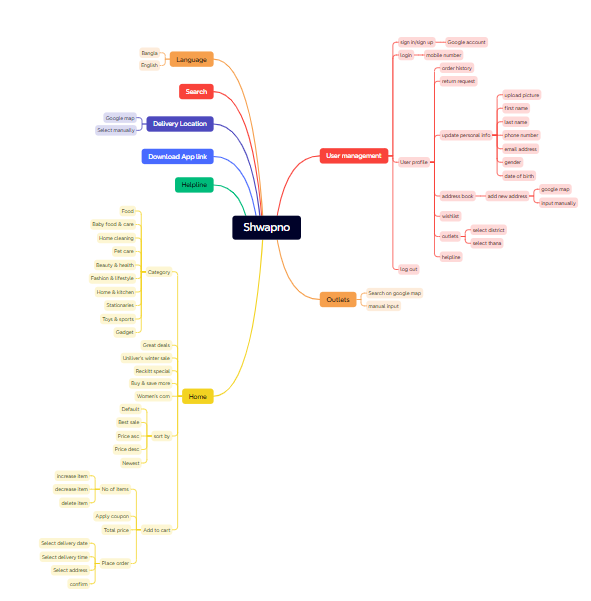 Shwapno
Language
Bangla
English
Search
Delivery Location
Google map
Select manually
Download App link
Helpline
User management
sign in/sign up
Google account
login
mobile number
User profile
order history
return request
update personal info
upload picture
first name
last name
phone number
email address
gender
date of birth
address book
add new address
google map
input manually
wishlist
outlets
select district
select thana
helpline
log out
Outlets
Search on google map
manual input
Home
Category
Food
Baby food & care
Home cleaning
Pet care
Beauty & health
Fashion & lifestyle
Home & kitchen
Stationaries
Toys & sports
Gadget
Great deals
Uniliver's winter sale
Reckitt special
Buy & save more
Women's corn
sort by
Default
Best sale
Price asc
Price desc
Newest
Add to cart
No of items
increase item
decrease item
delete item
Apply coupon
Total price
Place order
Select delivery date
Select delivery time
Select address
confirm